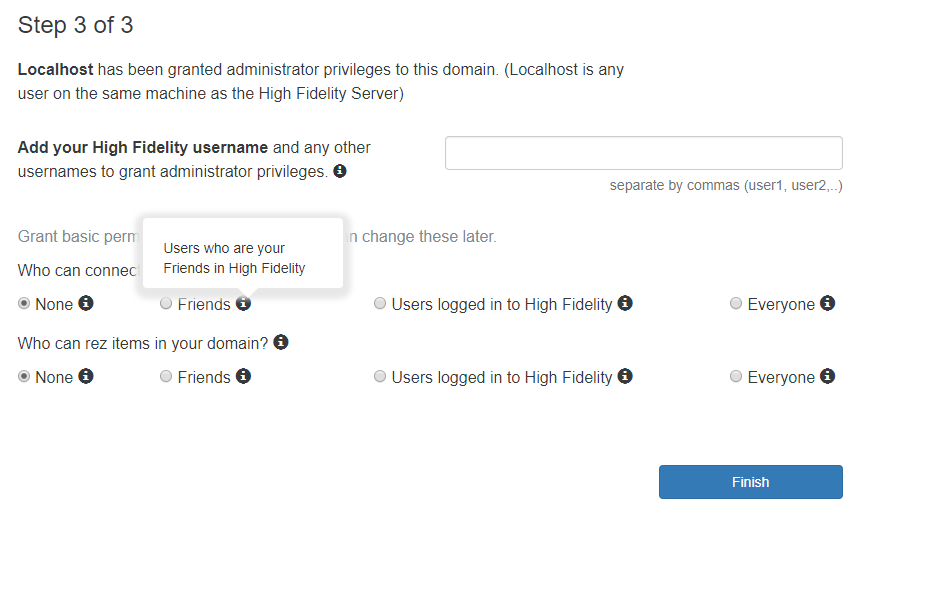 Step 3 of 3
Localhost has been granted administrator privileges to this domain. (Localhost is any
user on the same machine as the High Fidelity Server)
Add your High Fidelity username and any other
usernames to grant administrator privileges.
separate by commas (user1, user2,..)
Grant basic perm n change these later.
Users who are your
Friends in High Fidelity
Who can connec
None Friends Users logged in to High Fidelity Everyone
Who can rez items in your domain?
None Friends Users logged in to High Fidelity Everyone
Finish